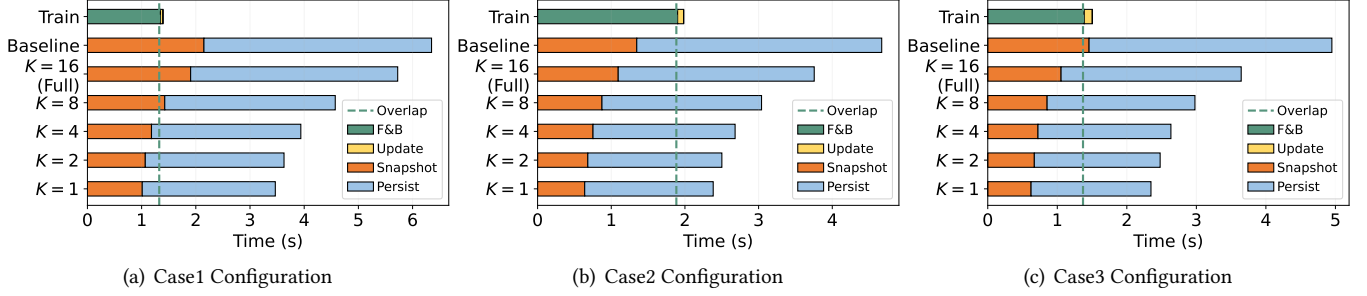 Train
Baseline
K = 16
(Full)
K = 8
K = 4
K = 2
K = 1
Overlap
F&B
Update
Snapshot
Persist
0 1 2 3 4 5 6
Time (s)
(a) Case1 Configuration
Train
Baseline
K = 16
(Full)
K = 8
K = 4
K = 2
K = 1
Overlap
F&B
Update
Snapshot
Persist
0 1 2 3 4
Time (s)
(b) Case2 Configuration
Train
Baseline
K = 16
(Full)
K = 8
K = 4
K = 2
K = 1
Overlap
F&B
Update
Snapshot
Persist
0 1 2 3 4 5
Time (s)
(c) Case3 Configuration